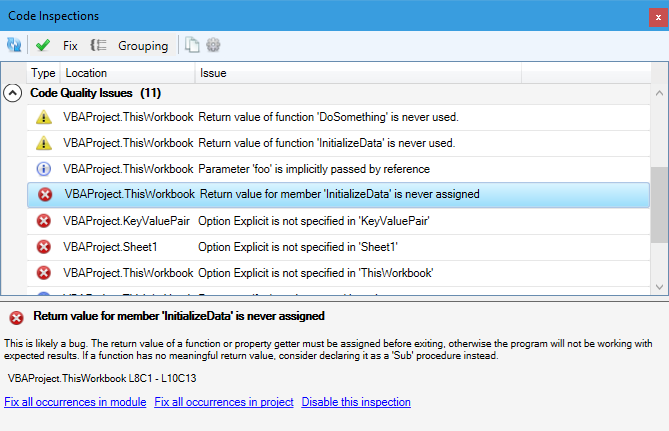 Code Inspections
x
Fix Grouping
Type Location Issue
Code Quality Issues (11)
VBAProject.ThisWorkbook Return value of function 'DoSomething' is never used.
VBAProject.ThisWorkbook Return value of function 'InitializeData' is never used.
VBAProject.ThisWorkbook Parameter 'foo' is implicitly passed by reference
VBAProject.ThisWorkbook Return value for member 'InitializeData' is never assigned
VBAProject.KeyValuePair Option Explicit is not specified in 'KeyValuePair'
VBAProject.Sheet1 Option Explicit is not specified in 'Sheet1'
VBAProject.ThisWorkbook Option Explicit is not specified in 'ThisWorkbook'
Return value for member 'InitializeData' is never assigned
This is likely a bug. The return value of a function or property getter must be assigned before exiting, otherwise the program will not be working with
expected results. If a function has no meaningful return value, consider declaring it as a 'Sub' procedure instead.
VBAProject.ThisWorkbook L8C1 - L10C13
Fix all occurrences in module Fix all occurrences in project Disable this inspection